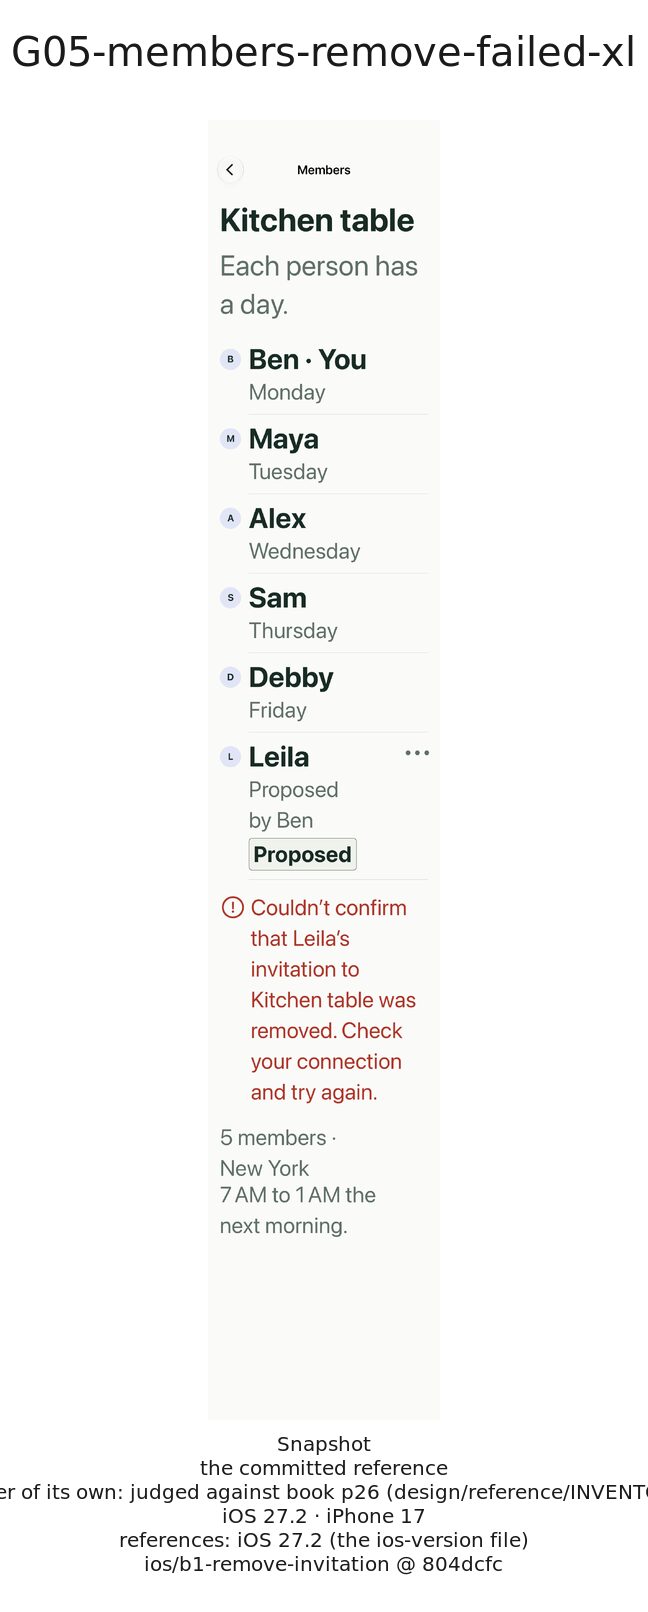 G05-members-remove-failed-xl
Members
Kitchen table
Each person has
a day.
B
Ben · You
Monday
M
Maya
Tuesday
A
Alex
Wednesday
S
Sam
Thursday
D
Debby
Friday
L
Leila
Proposed
by Ben
Proposed
Couldn’t confirm
that Leila’s
invitation to
Kitchen table was
removed. Check
your connection
and try again.
5 members ·
New York
7 AM to 1 AM the
next morning.
Snapshot
the committed reference
of its own: judged against book p26
iOS 27.2 · iPhone 17
references: iOS 27.2 (the ios-version file)
ios/b1-remove-invitation @ 804dcfc